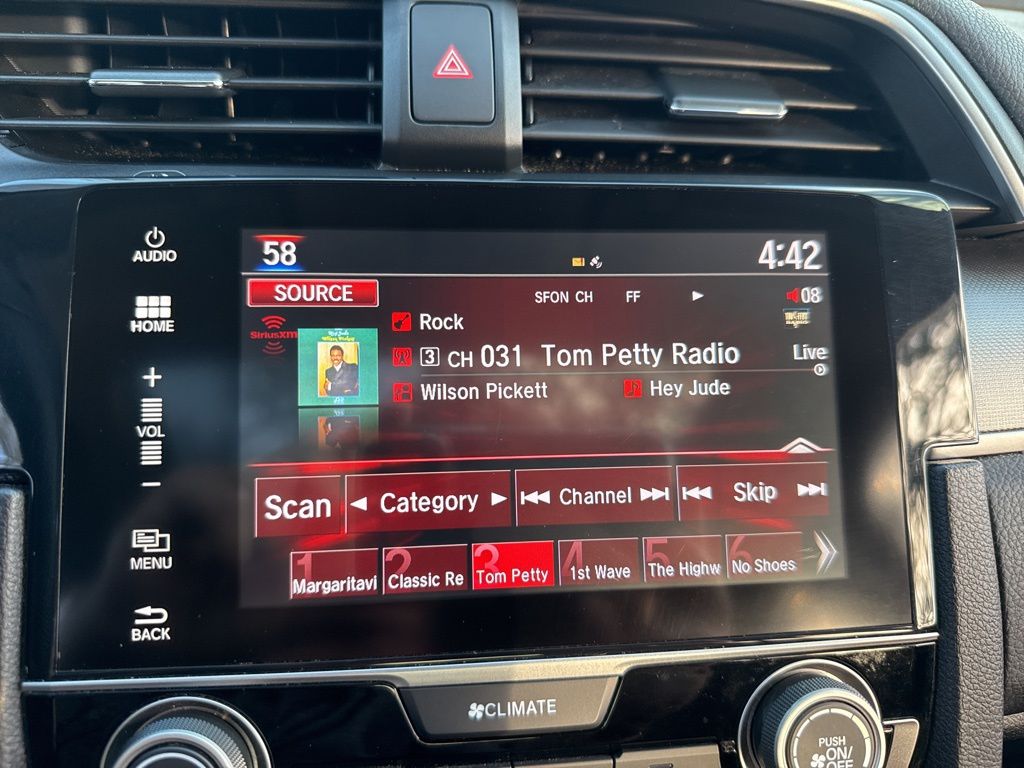 AUDIO
HOME
+
VOL
-
MENU
BACK
58
4:42
SOURCE
SFON CH FF
08
SiriusXM
Rock
3 CH 031 Tom Petty Radio
Live
Wilson Pickett
Hey Jude
Scan
Category
Channel
Skip
1 Margaritavi
2 Classic Re
3 Tom Petty
4 1st Wave
5 The Highw
6 No Shoes
CLIMATE
PUSH
ON/
OFF